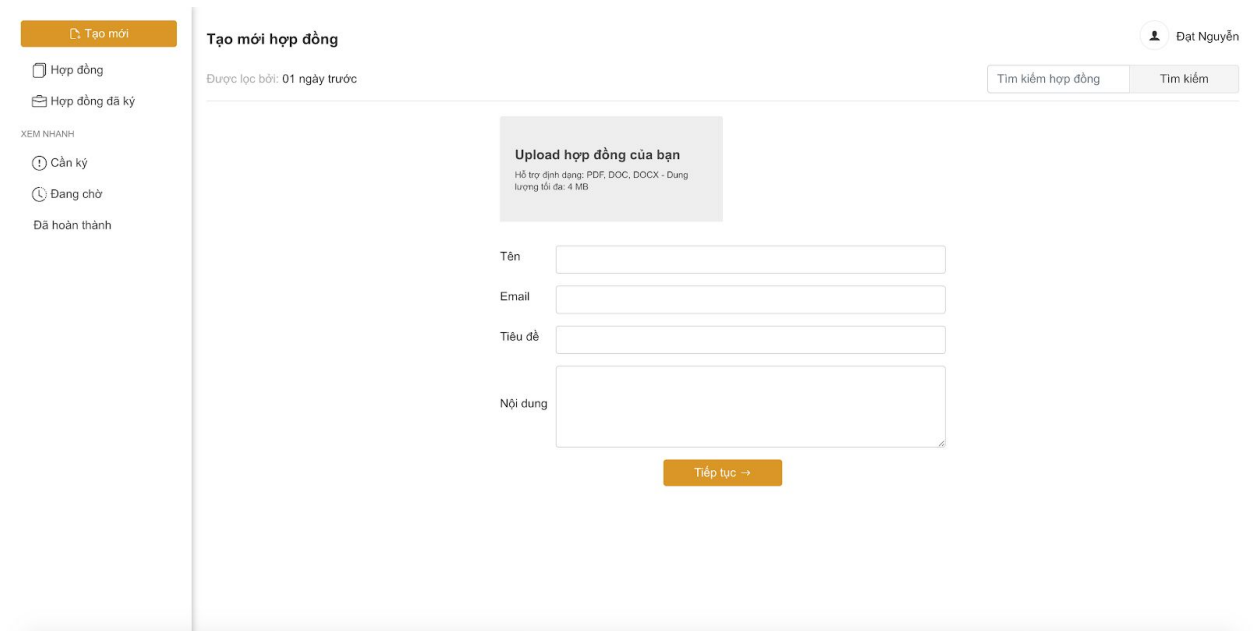 Tạo mới
Hợp đồng
Hợp đồng đã ký
XEM NHANH
Cần ký
Đang chờ
Đã hoàn thành
Tạo mới hợp đồng
Đạt Nguyễn
Được lọc bởi: 01 ngày trước
Tìm kiếm hợp đồng
Tìm kiếm
Upload hợp đồng của bạn
Hỗ trợ định dạng: PDF, DOC, DOCX - Dung
lượng tối đa: 4 MB
Tên
Email
Tiêu đề
Nội dung
Tiếp tục →